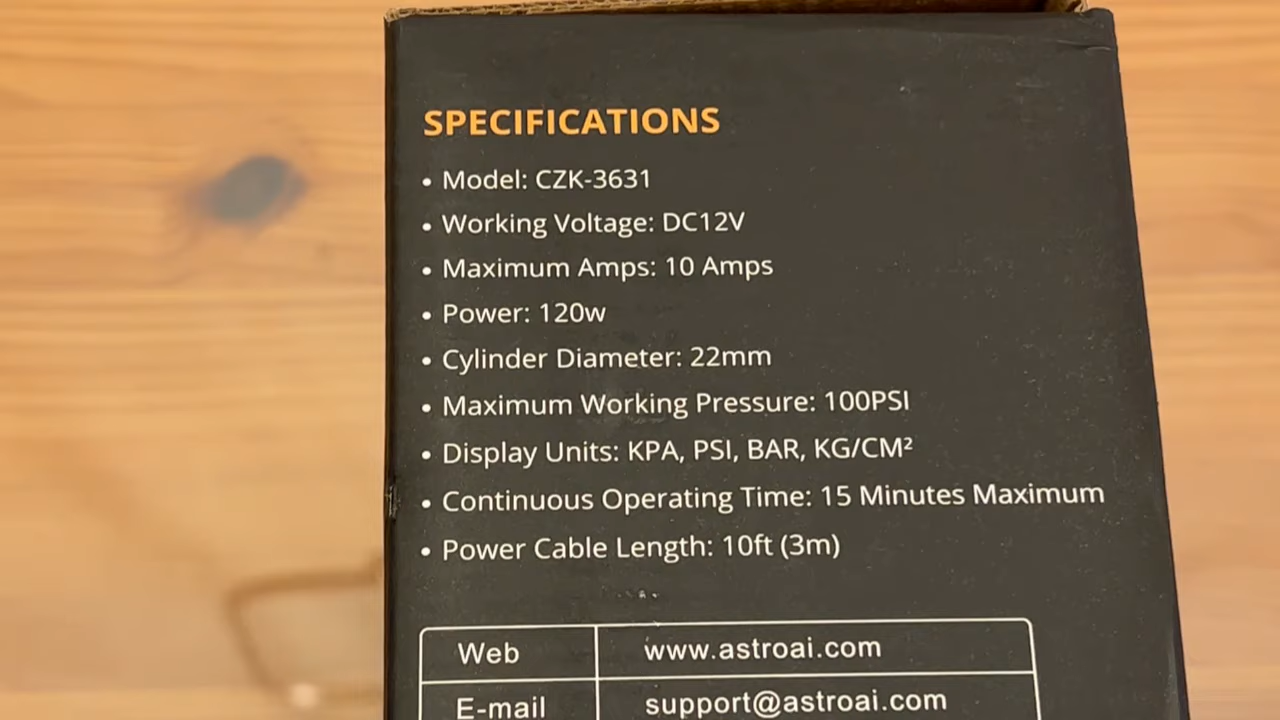 SPECIFICATIONS
• Model: CZK-3631
• Working Voltage: DC12V
• Maximum Amps: 10 Amps
• Power: 120w
• Cylinder Diameter: 22mm
• Maximum Working Pressure: 100PSI
• Display Units: KPA, PSI, BAR, KG/CM²
• Continuous Operating Time: 15 Minutes Maximum
• Power Cable Length: 10ft (3m)
Web www.astroai.com
E-mail support@astroai.com